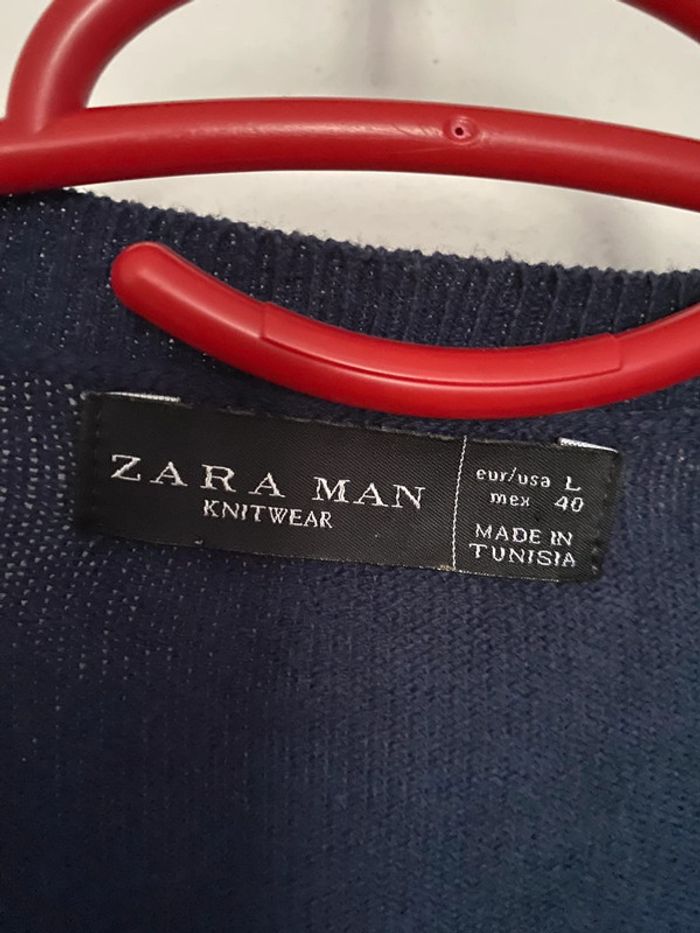 ZARA MAN
KNITWEAR
eur/usa L
mex 40
MADE IN
TUNISIA